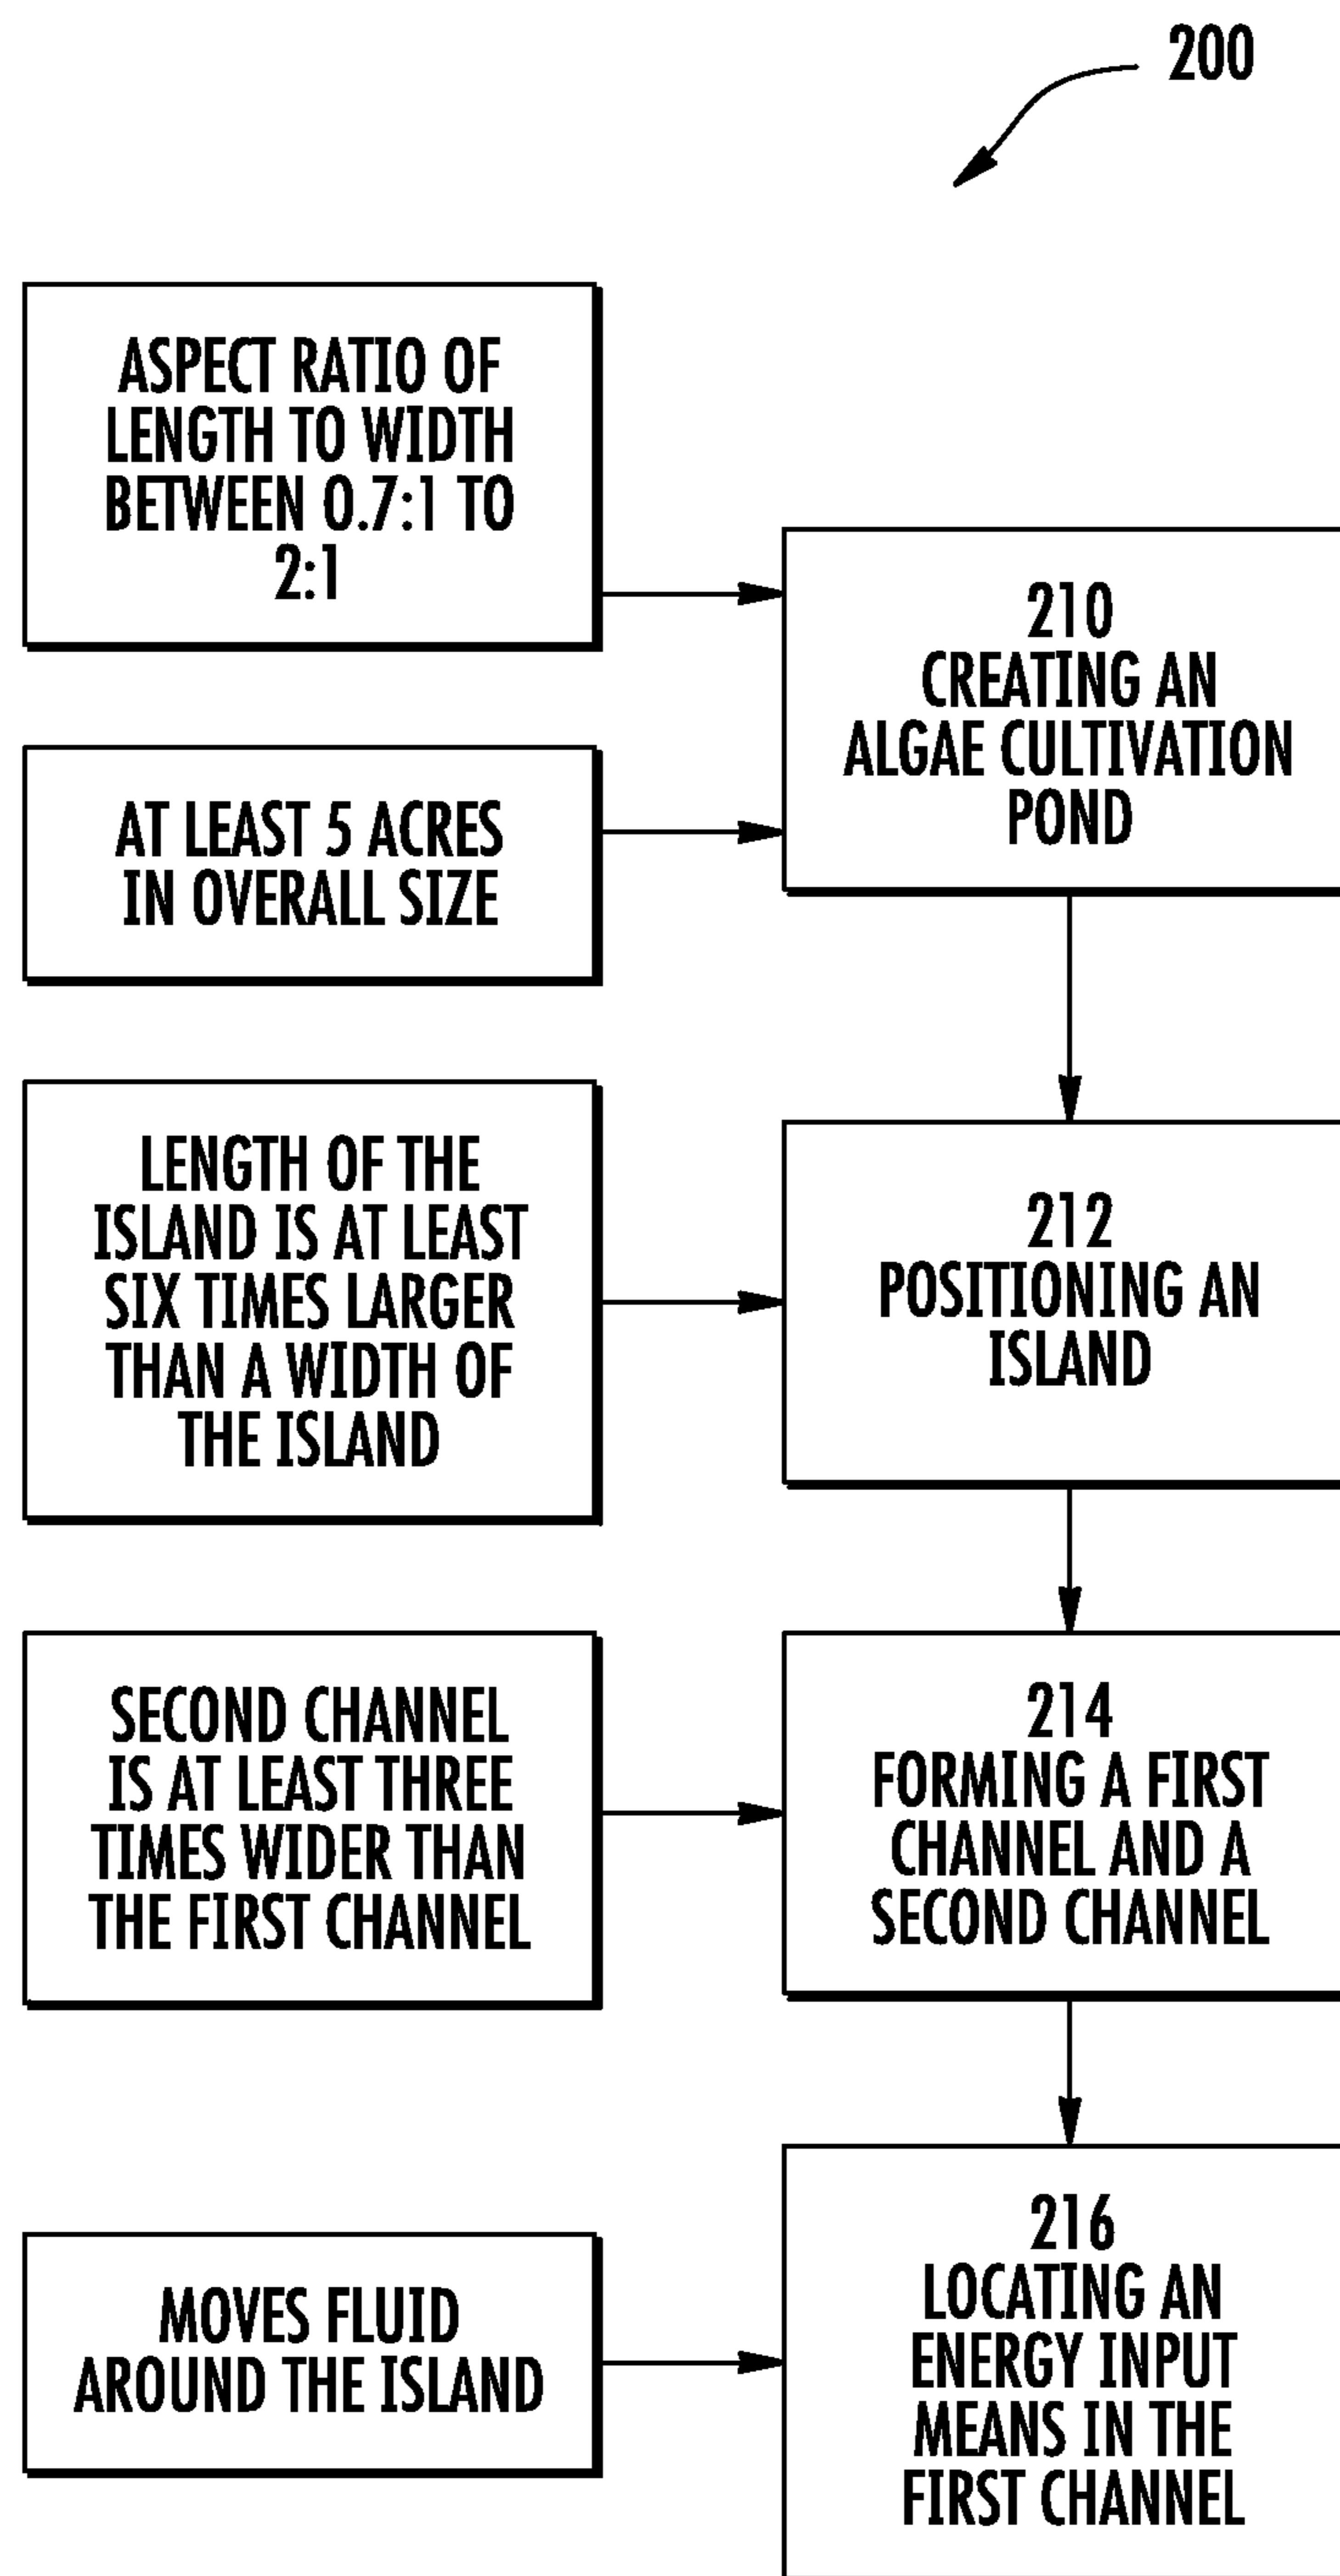 200
ASPECT RATIO OF
LENGTH TO WIDTH
BETWEEN 0.7:1 TO
2:1
210
CREATING AN
ALGAE CULTIVATION
POND
AT LEAST 5 ACRES
IN OVERALL SIZE
LENGTH OF THE
ISLAND IS AT LEAST
SIX TIMES LARGER
THAN A WIDTH OF
THE ISLAND
212
POSITIONING AN
ISLAND
SECOND CHANNEL
IS AT LEAST THREE
TIMES WIDER THAN
THE FIRST CHANNEL
214
FORMING A FIRST
CHANNEL AND A
SECOND CHANNEL
MOVES FLUID
AROUND THE ISLAND
216
LOCATING AN
ENERGY INPUT
MEANS IN THE
FIRST CHANNEL